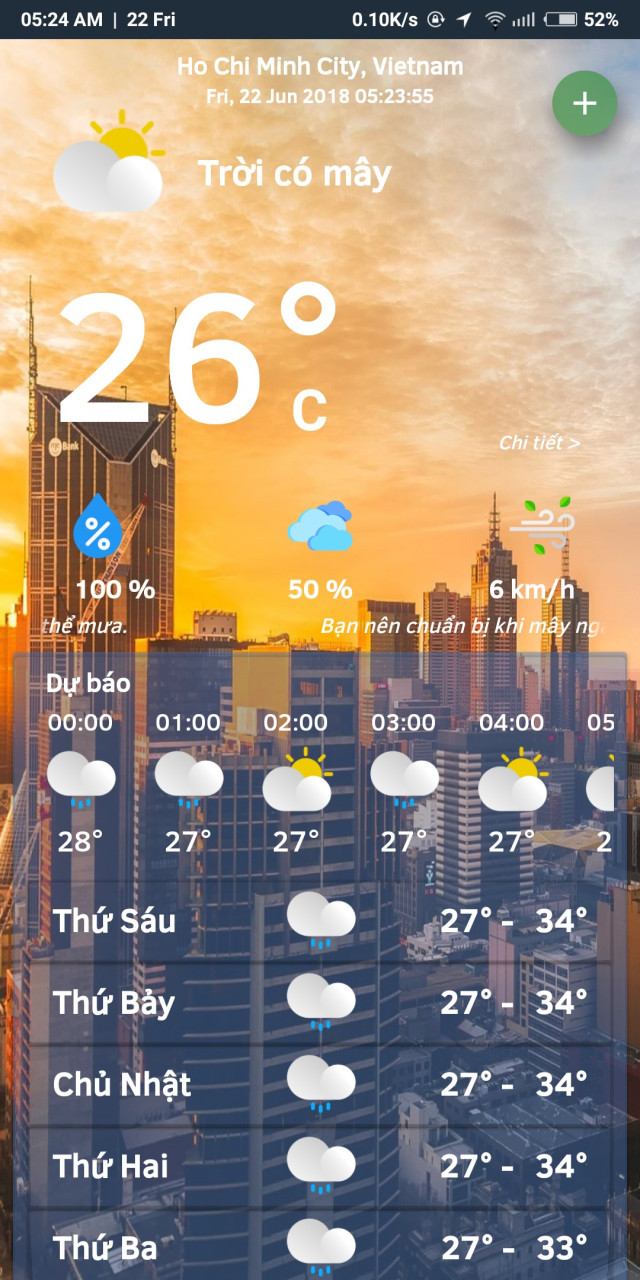 05:24 AM | 22 Fri 0.10K/s 52%
Ho Chi Minh City, Vietnam
Fri, 22 Jun 2018 05:23:55
+
Trời có mây
26°
C
Bank
Chi tiết >
%
100 % 50 % 6 km/h
thể mưa. Bạn nên chuẩn bị khi mây ng
Dự báo
00:00 01:00 02:00 03:00 04:00 05
28° 27° 27° 27° 27° 2
Thứ Sáu 27° - 34°
Thứ Bảy 27° - 34°
Chủ Nhật 27° - 34°
Thứ Hai 27° - 34°
Thứ Ba 27° - 33°